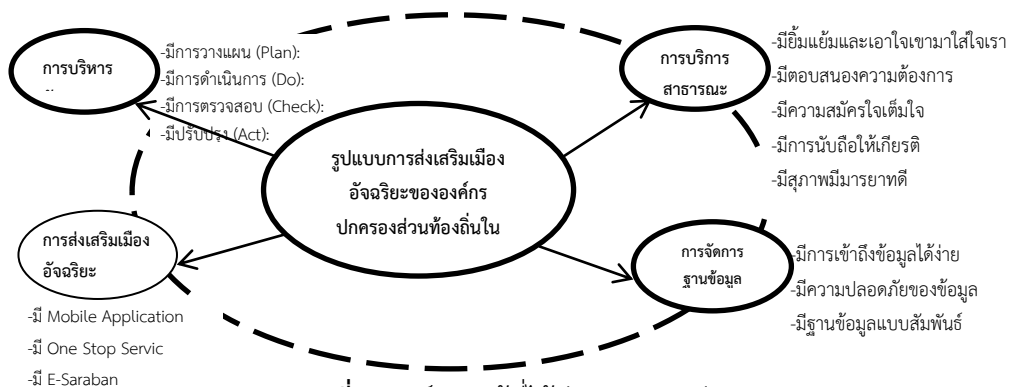 การบริหาร
-มีการวางแผน (Plan):
-มีการดำเนินการ (Do):
-มีการตรวจสอบ (Check):
-มีปรับปรุง (Act):
การบริการ
สาธารณะ
-มียิ้มแย้มและเอาใจเขามาใส่ใจเรา
-มีตอบสนองความต้องการ
-มีความสมัครใจเต็มใจ
-มีการนับถือให้เกียรติ
-มีสุภาพมีมารยาทดี
รูปแบบการส่งเสริมเมือง
อัจฉริยะขององค์กร
ปกครองส่วนท้องถิ่นใน
การส่งเสริมเมือง
อัจฉริยะ
-มี Mobile Application
-มี One Stop Servic
-มี E-Saraban
การจัดการ
ฐานข้อมูล
-มีการเข้าถึงข้อมูลได้ง่าย
-มีความปลอดภัยของข้อมูล
-มีฐานข้อมูลแบบสัมพันธ์